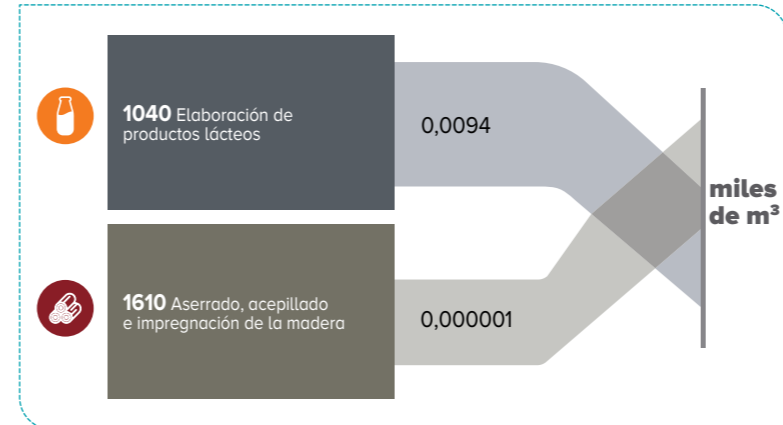 1040 Elaboración de
productos lácteos
0,0094
miles
de m³
1610 Aserrado, acepillado
e impregnación de la madera
0,000001